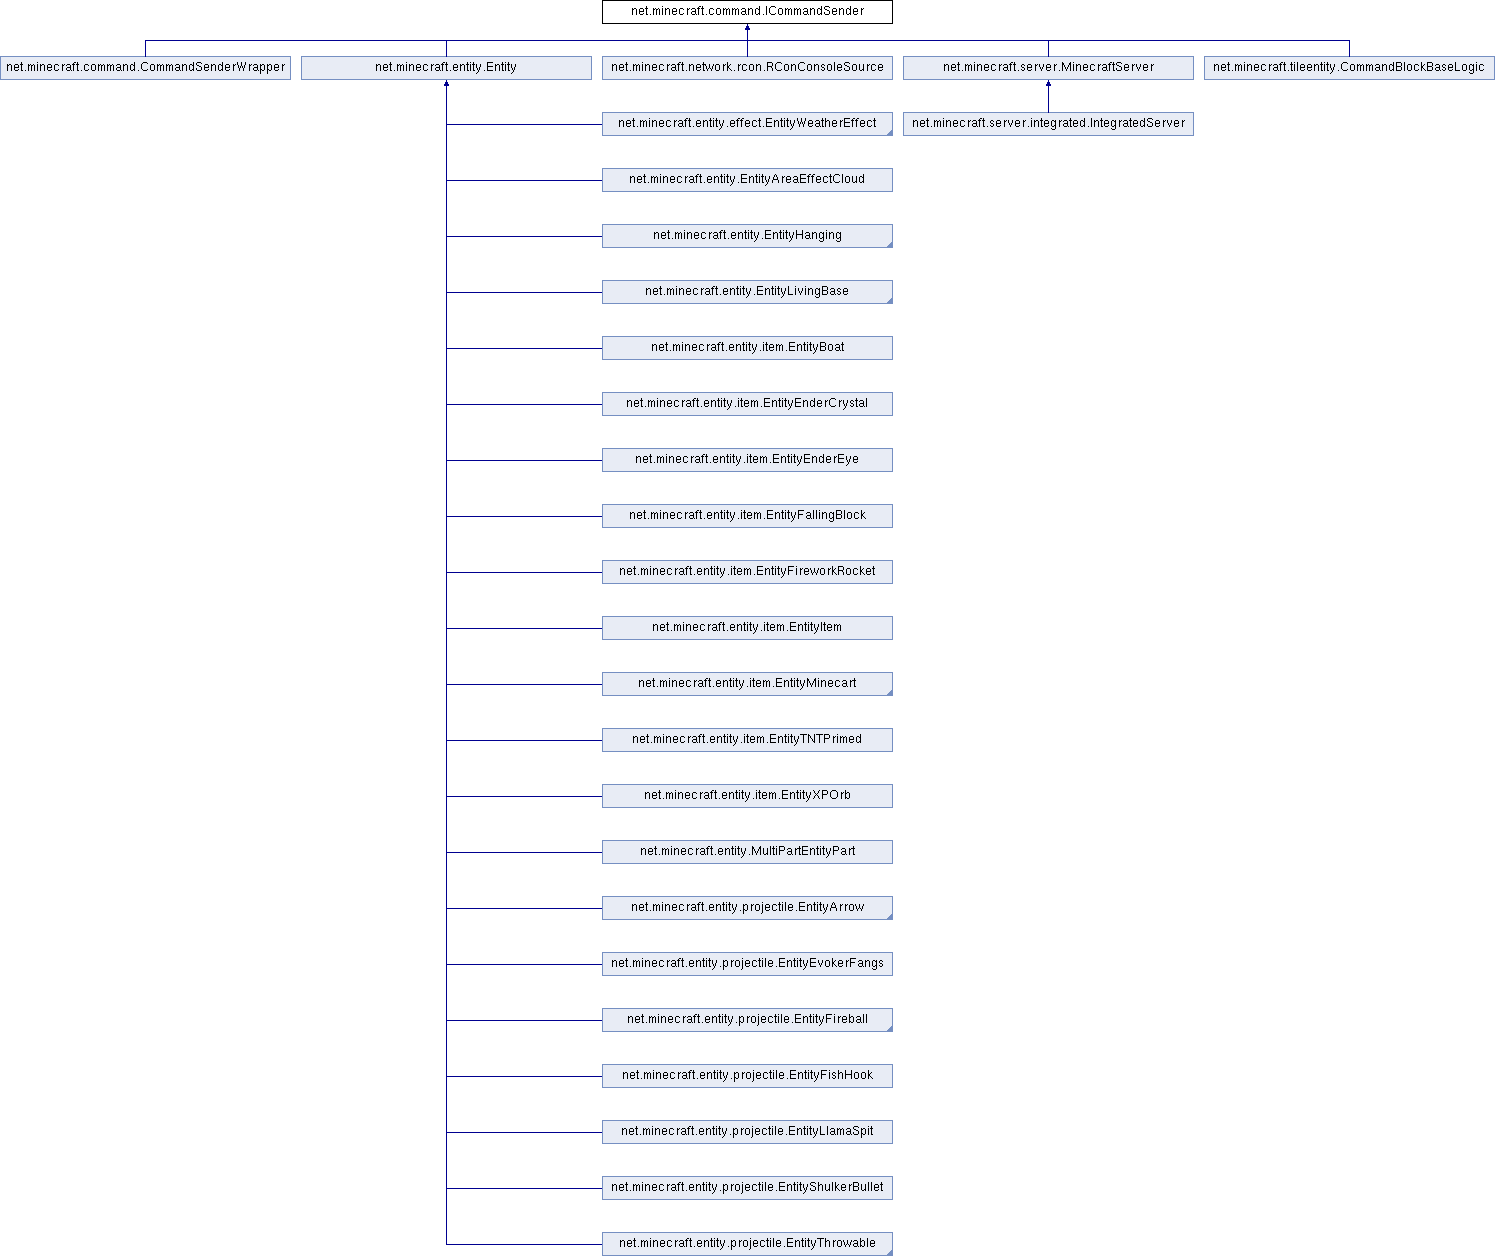 net.minecraft.command.ICommandSender
net.minecraft.command.CommandSenderWrapper
net.minecraft.entity.Entity
net.minecraft.network.rcon.RConConsoleSource
net.minecraft.server.MinecraftServer
net.minecraft.tileentity.CommandBlockBaseLogic
net.minecraft.entity.effect.EntityWeatherEffect
net.minecraft.server.integrated.IntegratedServer
net.minecraft.entity.EntityAreaEffectCloud
net.minecraft.entity.EntityHanging
net.minecraft.entity.EntityLivingBase
net.minecraft.entity.item.EntityBoat
net.minecraft.entity.item.EntityEnderCrystal
net.minecraft.entity.item.EntityEnderEye
net.minecraft.entity.item.EntityFallingBlock
net.minecraft.entity.item.EntityFireworkRocket
net.minecraft.entity.item.EntityItem
net.minecraft.entity.item.EntityMinecart
net.minecraft.entity.item.EntityTNTPrimed
net.minecraft.entity.item.EntityXPOrb
net.minecraft.entity.MultiPartEntityPart
net.minecraft.entity.projectile.EntityArrow
net.minecraft.entity.projectile.EntityEvokerFangs
net.minecraft.entity.projectile.EntityFireball
net.minecraft.entity.projectile.EntityFishHook
net.minecraft.entity.projectile.EntityLlamaSpit
net.minecraft.entity.projectile.EntityShulkerBullet
net.minecraft.entity.projectile.EntityThrowable